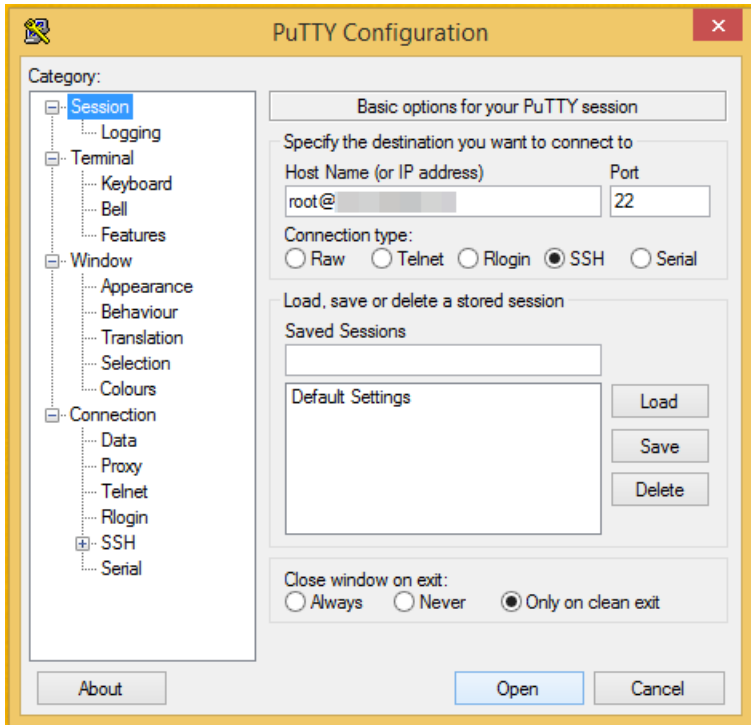 PuTTY Configuration
Category:
Session
Logging
Terminal
Keyboard
Bell
Features
Window
Appearance
Behaviour
Translation
Selection
Colours
Connection
Data
Proxy
Telnet
Rlogin
SSH
Serial
Basic options for your PuTTY session
Specify the destination you want to connect to
Host Name (or IP address) Port
root@ 22
Connection type:
Raw Telnet Rlogin SSH Serial
Load, save or delete a stored session
Saved Sessions
Default Settings
Load
Save
Delete
Close window on exit:
Always Never Only on clean exit
About Open Cancel